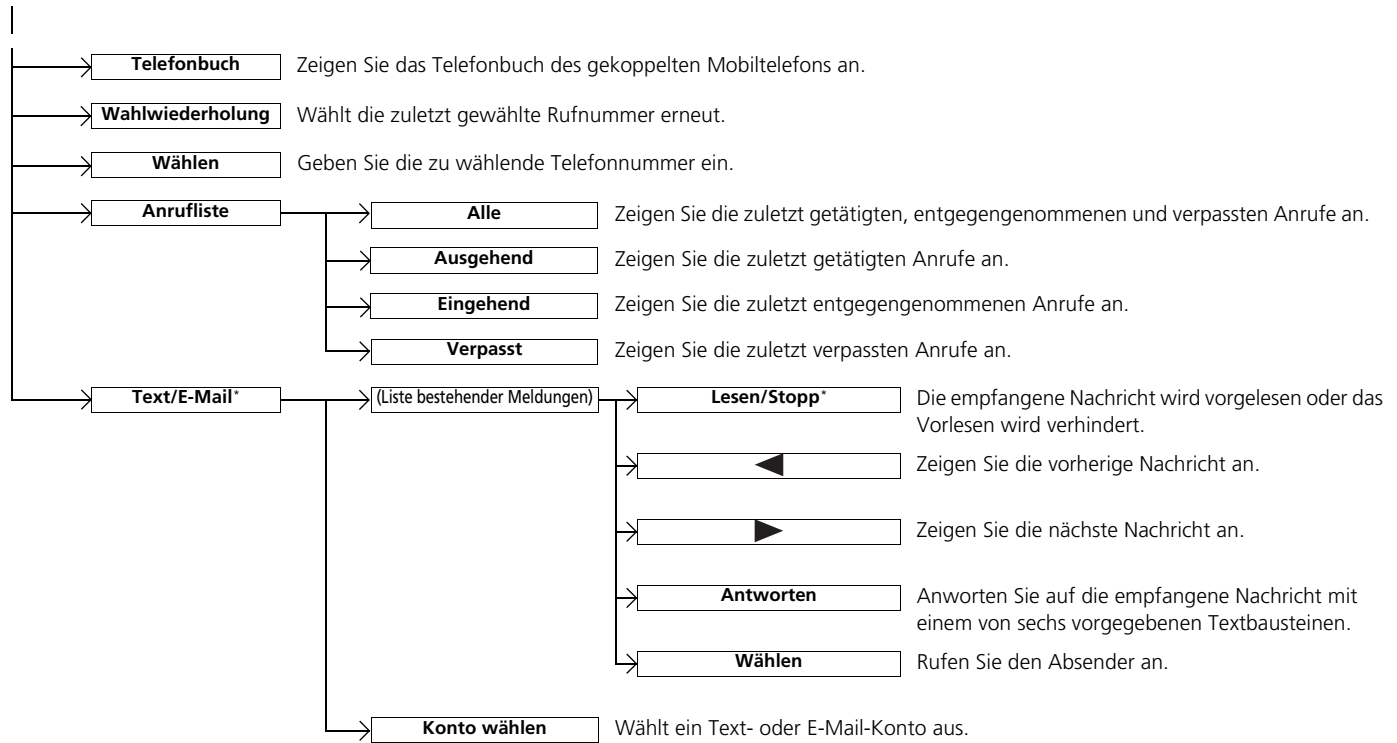 Telefonbuch Zeigen Sie das Telefonbuch des gekoppelten Mobiltelefons an.
Wahlwiederholung Wählt die zuletzt gewählte Rufnummer erneut.
Wählen Geben Sie die zu wählende Telefonnummer ein.
Anrufliste Alle Zeigen Sie die zuletzt getätigten, entgegengenommenen und verpassten Anrufe an.
Ausgehend Zeigen Sie die zuletzt getätigten Anrufe an.
Eingehend Zeigen Sie die zuletzt entgegengenommenen Anrufe an.
Verpasst Zeigen Sie die zuletzt verpassten Anrufe an.
Text/E-Mail* (Liste bestehender Meldungen) Lesen/Stopp* Die empfangene Nachricht wird vorgelesen oder das
Vorlesen wird verhindert.
Zeigen Sie die vorherige Nachricht an.
Zeigen Sie die nächste Nachricht an.
Antworten Anworten Sie auf die empfangene Nachricht mit
einem von sechs vorgegebenen Textbausteinen.
Wählen Rufen Sie den Absender an.
Konto wählen Wählt ein Text- oder E-Mail-Konto aus.